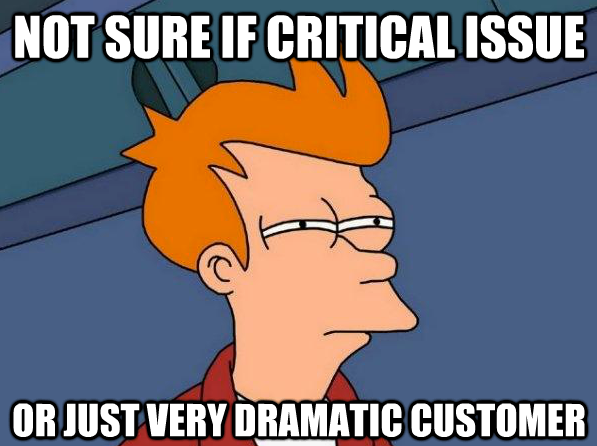 NOT SURE IF CRITICAL ISSUE
OR JUST VERY DRAMATIC CUSTOMER